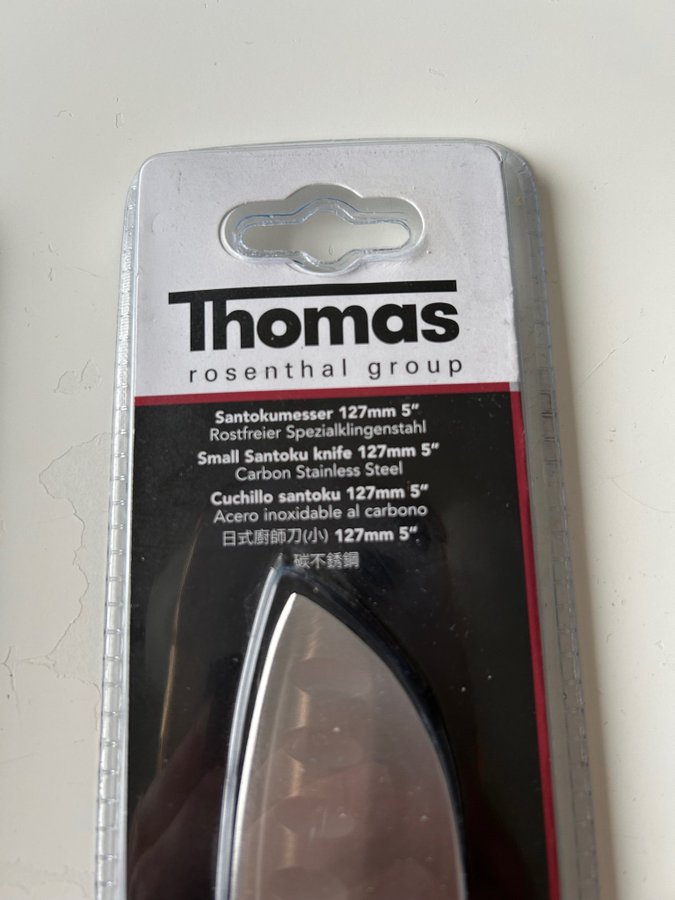 Thomas
rosenthal group
Santokumesser 127mm 5“
Rostfreier Spezialklingenstahl
Small Santoku knife 127mm 5“
Carbon Stainless Steel
Cuchillo santoku 127mm 5“
Acero inoxidable al carbono
日式廚師刀(小) 127mm 5“
碳不銹鋼